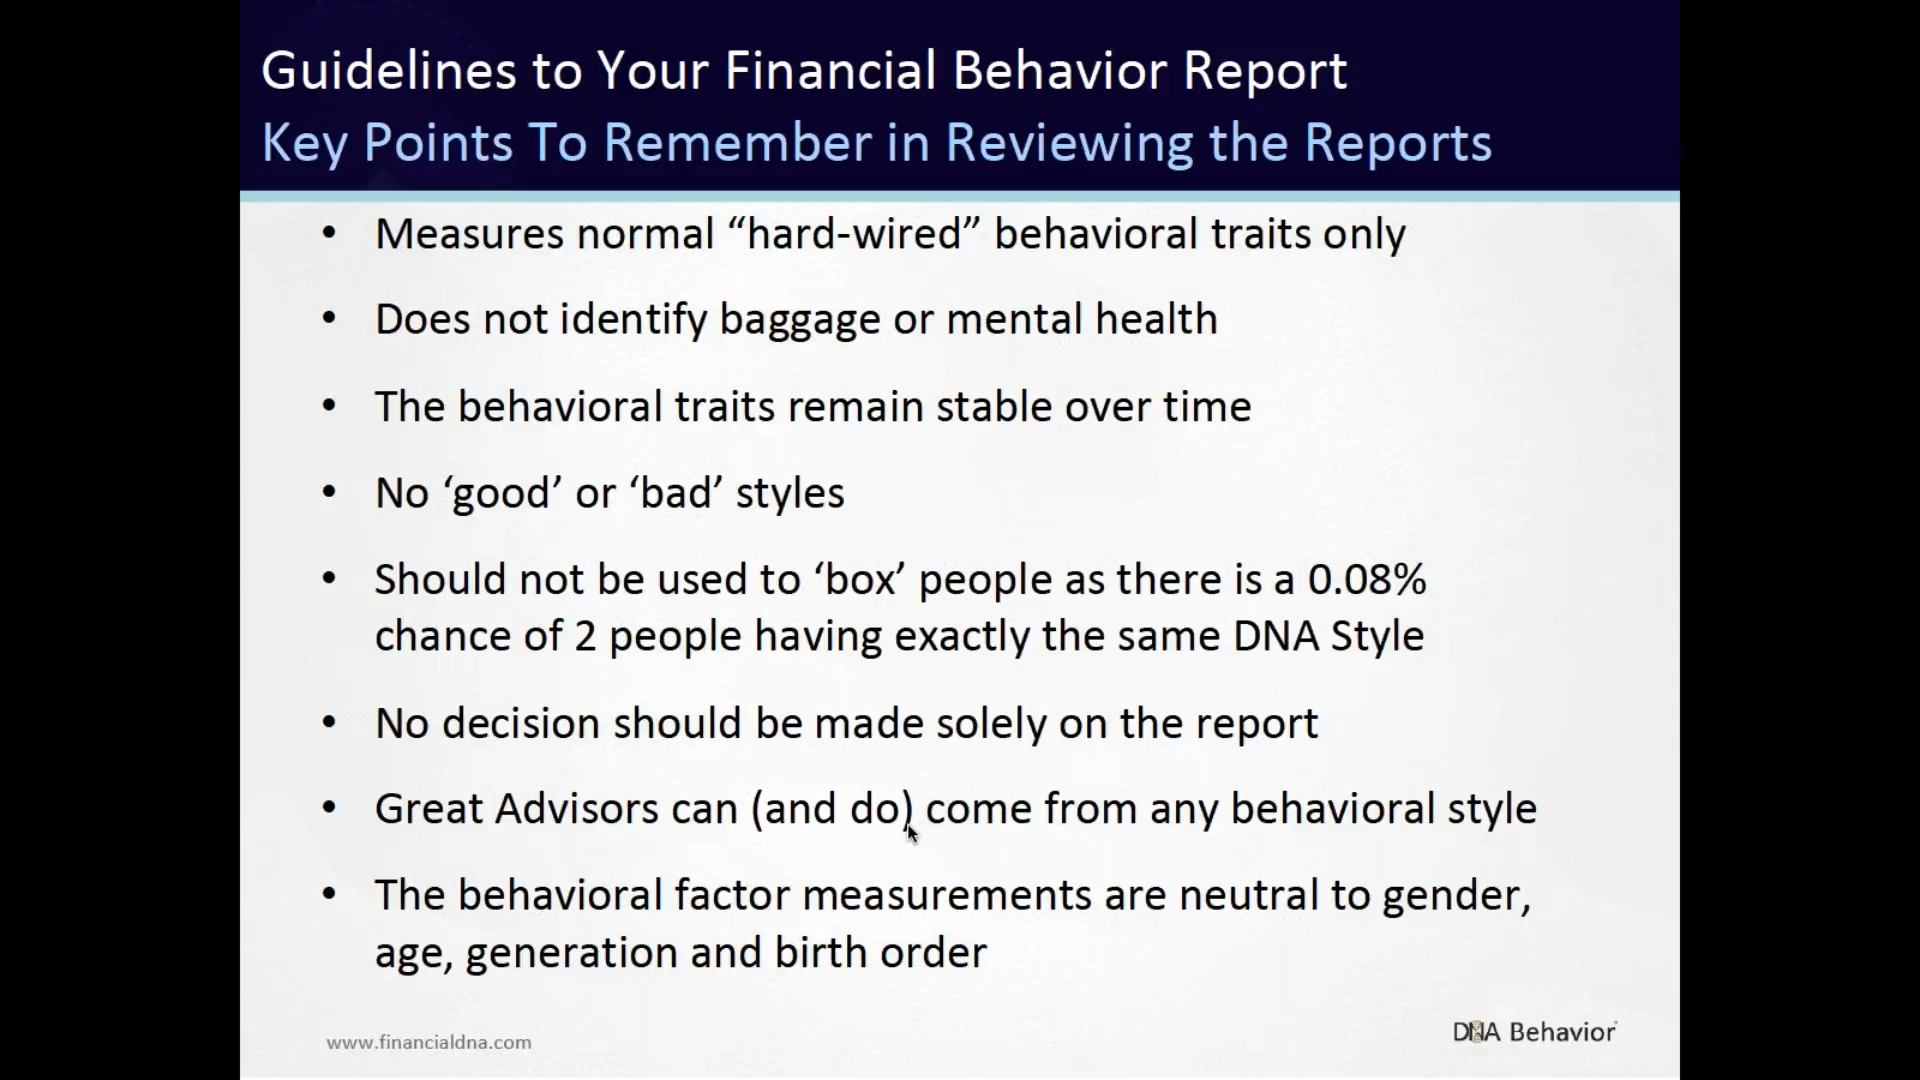 Guidelines to Your Financial Behavior Report
Key Points To Remember in Reviewing the Reports
• Measures normal “hard-wired” behavioral traits only
• Does not identify baggage or mental health
• The behavioral traits remain stable over time
• No ‘good’ or ‘bad’ styles
• Should not be used to ‘box’ people as there is a 0.08%
chance of 2 people having exactly the same DNA Style
• No decision should be made solely on the report
• Great Advisors can (and do) come from any behavioral style
• The behavioral factor measurements are neutral to gender,
age, generation and birth order
www.financialdna.com
DNA Behavior